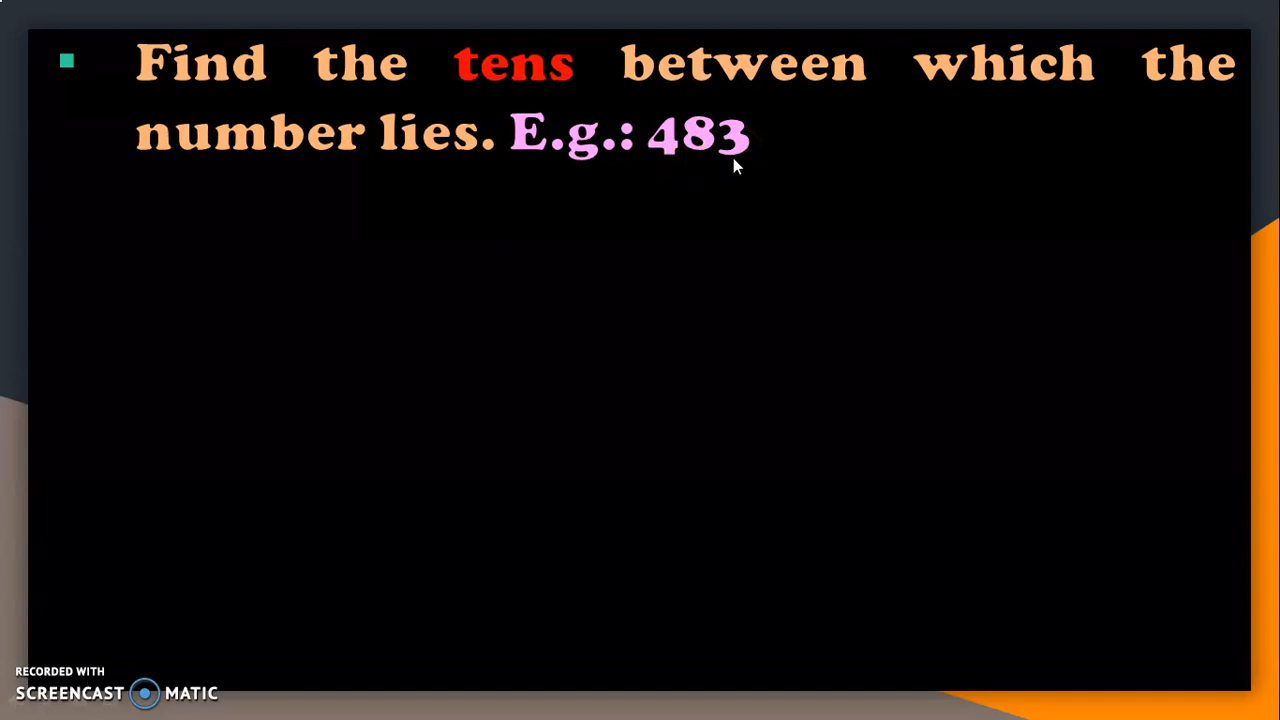 Find the tens between which the
number lies. E.g.: 483
RECORDED WITH
SCREENCAST MATIC